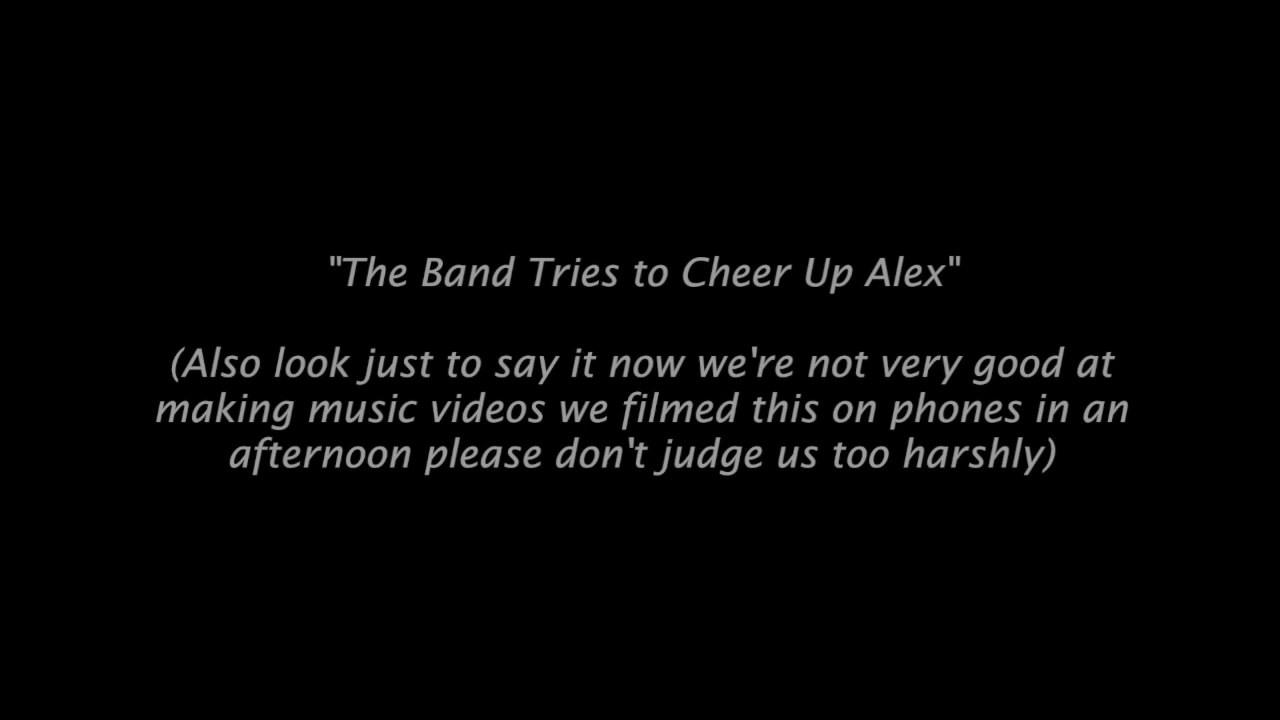 "The Band Tries to Cheer Up Alex"
(Also look just to say it now we're not very good at
making music videos we filmed this on phones in an
afternoon please don't judge us too harshly)